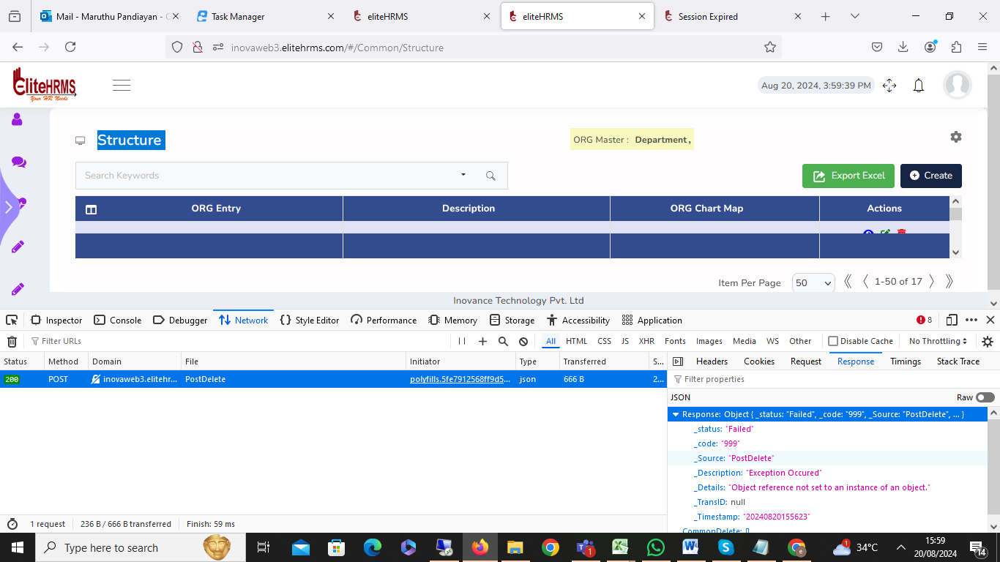 Mail - Maruthu Pandiayan - C
Task Manager
eliteHRMS
eliteHRMS
Session Expired
inovaweb3.elitehrms.com/#/Common/Structure
EliteHRMS
Your HR Needs
Aug 20, 2024, 3:59:39 PM
Structure
ORG Master : Department ,
Search Keywords
Export Excel
Create
ORG Entry Description ORG Chart Map Actions
Item Per Page 50 1-50 of 17
Inovance Technology Pvt. Ltd
Inspector Console Debugger Network Style Editor Performance Memory Storage Accessibility Application 8
Filter URLs All HTML CSS JS XHR Fonts Images Media WS Other Disable Cache No Throttling
Status Method Domain File Initiator Type Transferred S...
200 POST inovaweb3.elitehr... PostDelete polyfills.5fe7912568ff9d5... json 666 B 2...
Headers Cookies Request Response Timings Stack Trace
Filter properties
JSON Raw
Response: Object { _status: "Failed", _code: "999", _Source: "PostDelete", ... }
_status: "Failed"
_code: "999"
_Source: "PostDelete"
_Description: "Exception Occured"
_Details: "Object reference not set to an instance of an object."
_TransID: null
_Timestamp: "20240820155623"
CommonDelete: []
1 request 236 B / 666 B transferred Finish: 59 ms
Type here to search
1
34°C
15:59
20/08/2024
14